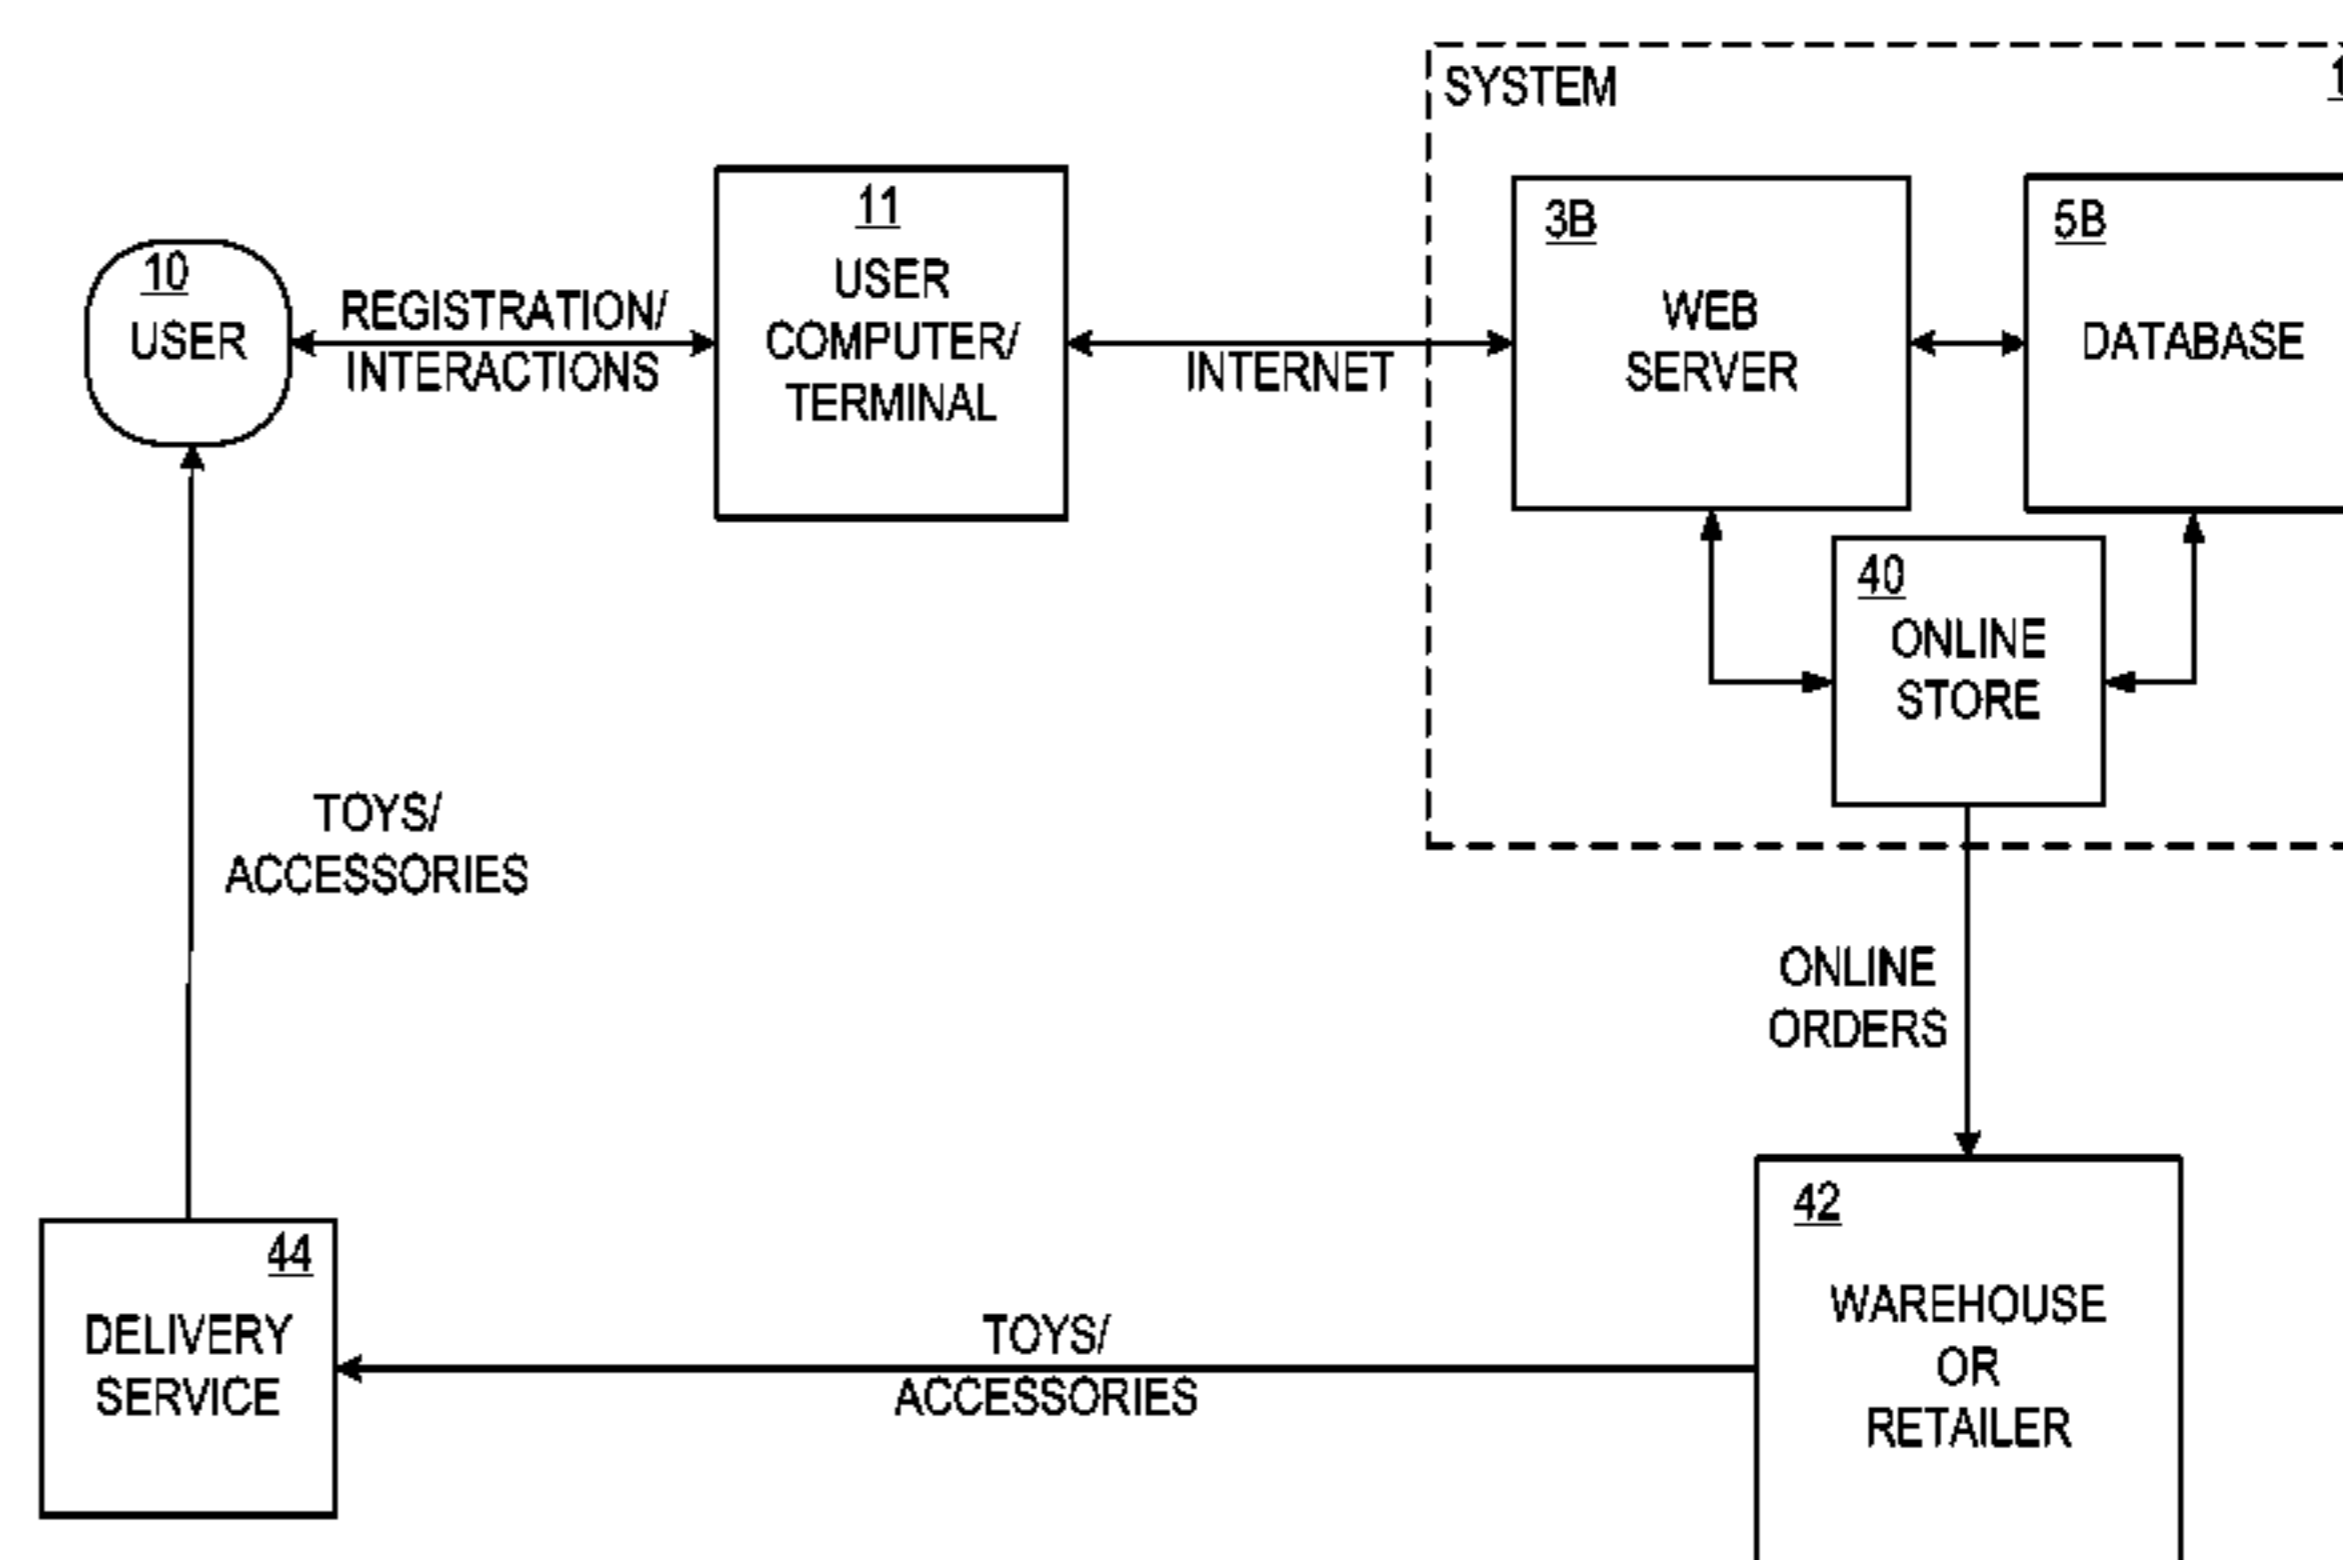 SYSTEM
11
USER
COMPUTER/
TERMINAL
3B
WEB
SERVER
5B
DATABASE
10
USER
REGISTRATION/
INTERACTIONS
INTERNET
40
ONLINE
STORE
TOYS/
ACCESSORIES
ONLINE
ORDERS
42
WAREHOUSE
OR
RETAILER
44
DELIVERY
SERVICE
TOYS/
ACCESSORIES